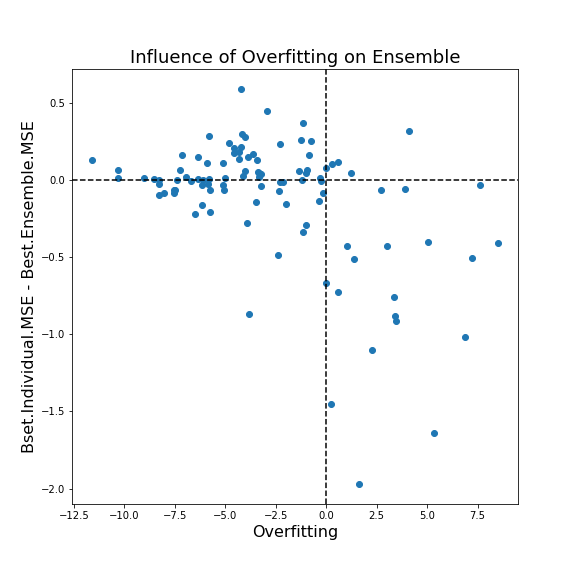 Influence of Overfitting on Ensemble
Bset.Individual.MSE - Best.Ensemble.MSE
0.5
0.0
−0.5
−1.0
−1.5
−2.0
−12.5 −10.0 −7.5 −5.0 −2.5 0.0 2.5 5.0 7.5
Overfitting